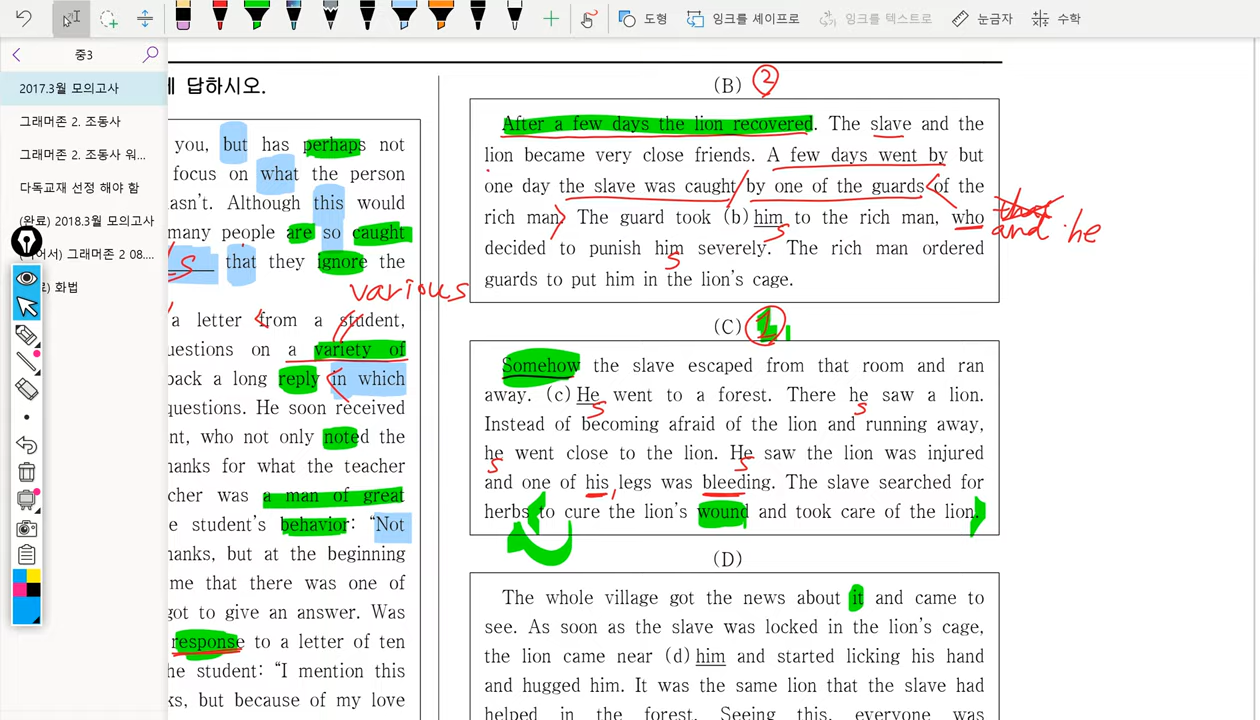 도형
잉크를 셰이프로
잉크를 텍스트로
눈금자
수학
중3
2017.3월 모의고사
그래머존 2. 조동사
그래머존 2. 조동사 워...
다독교재 선정 해야 함
(완료) 2018.3월 모의고사
어서) 그래머존 2 08....
) 화법
답하시오.
you, but has perhaps not
focus on what the person
asn't. Although this would
many people are so caught
s that they ignore the
various
a letter from a student,
uestions on a variety of
back a long reply in which
questions. He soon received
nt, who not only noted the
hanks for what the teacher
cher was a man of great
e student's behavior: “Not
hanks, but at the beginning
me that there was one of
got to give an answer. Was
response to a letter of ten
he student: “I mention this
ks, but because of my love
(B) 2
After a few days the lion recovered. The slave and the
lion became very close friends. A few days went by but
one day the slave was caught by one of the guards of the
rich man. The guard took (b) him to the rich man, who
that
and he
s
decided to punish him severely. The rich man ordered
s
guards to put him in the lion's cage.
(C) 1
Somehow the slave escaped from that room and ran
away. (c) He went to a forest. There he saw a lion.
s s
Instead of becoming afraid of the lion and running away,
he went close to the lion. He saw the lion was injured
s s
and one of his legs was bleeding. The slave searched for
herbs to cure the lion's wound and took care of the lion.
(D)
The whole village got the news about it and came to
see. As soon as the slave was locked in the lion's cage,
the lion came near (d) him and started licking his hand
and hugged him. It was the same lion that the slave had
helped in the forest. Seeing this, everyone was